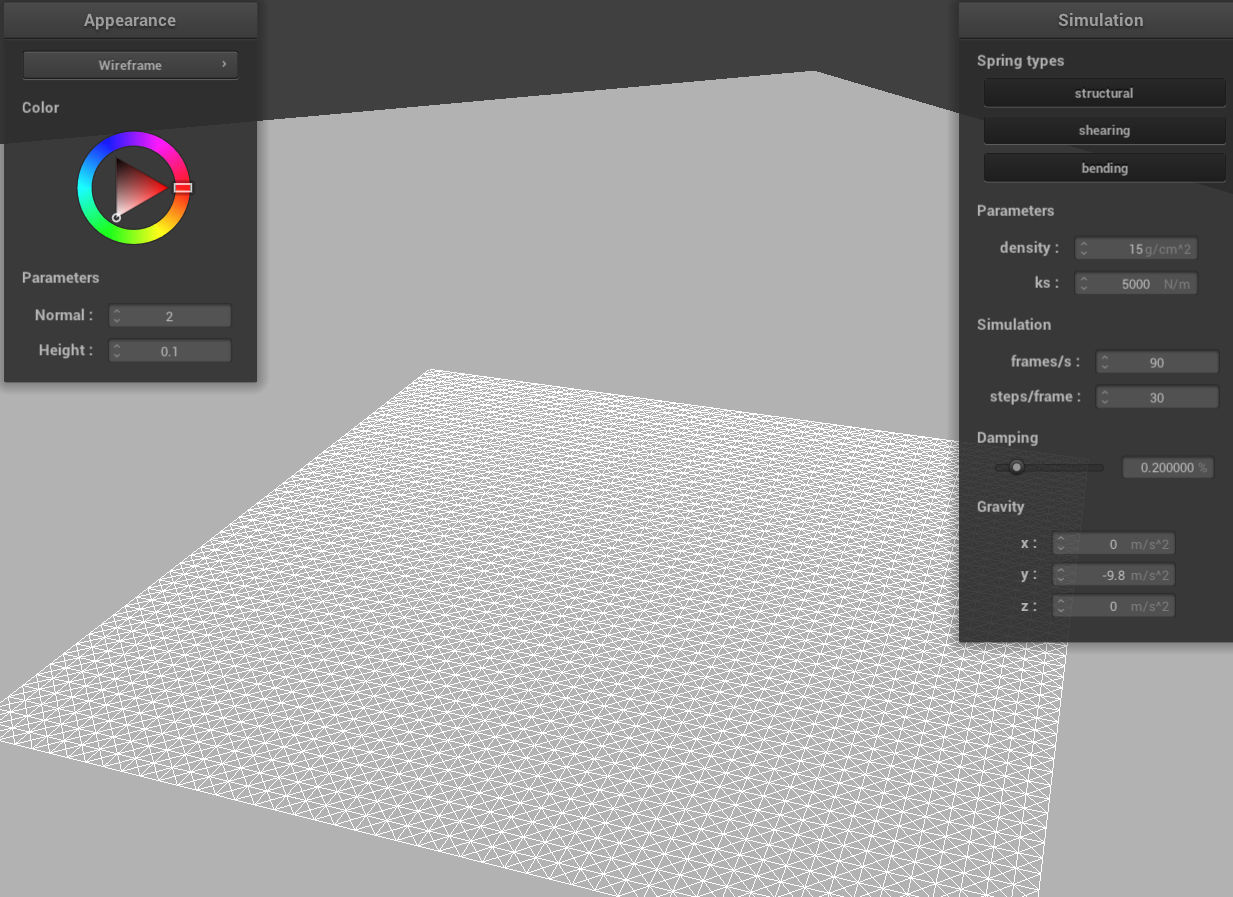 Appearance
Wireframe ›
Color
Parameters
Normal : 2
Height : 0.1
Simulation
Spring types
structural
shearing
bending
Parameters
density : 15 g/cm^2
ks : 5000 N/m
Simulation
frames/s : 90
steps/frame : 30
Damping
0.200000 %
Gravity
x : 0 m/s^2
y : -9.8 m/s^2
z : 0 m/s^2